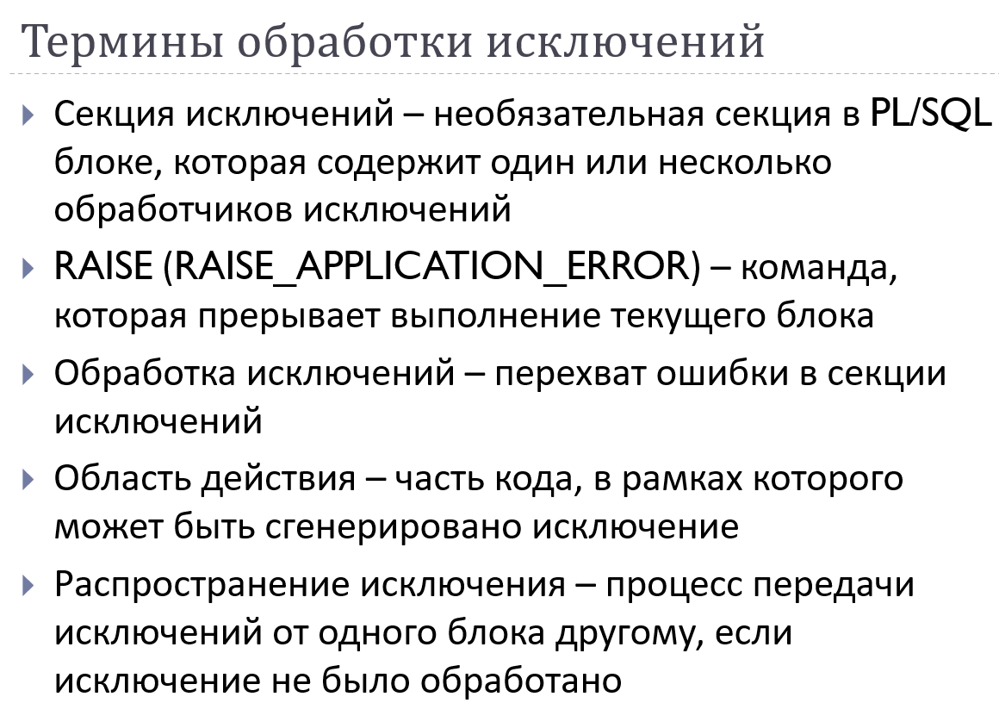 Термины обработки исключений
Секция исключений – необязательная секция в PL/SQL
блоке, которая содержит один или несколько
обработчиков исключений
RAISE (RAISE_APPLICATION_ERROR) – команда,
которая прерывает выполнение текущего блока
Обработка исключений – перехват ошибки в секции
исключений
Область действия – часть кода, в рамках которого
может быть сгенерировано исключение
Распространение исключения – процесс передачи
исключений от одного блока другому, если
исключение не было обработано